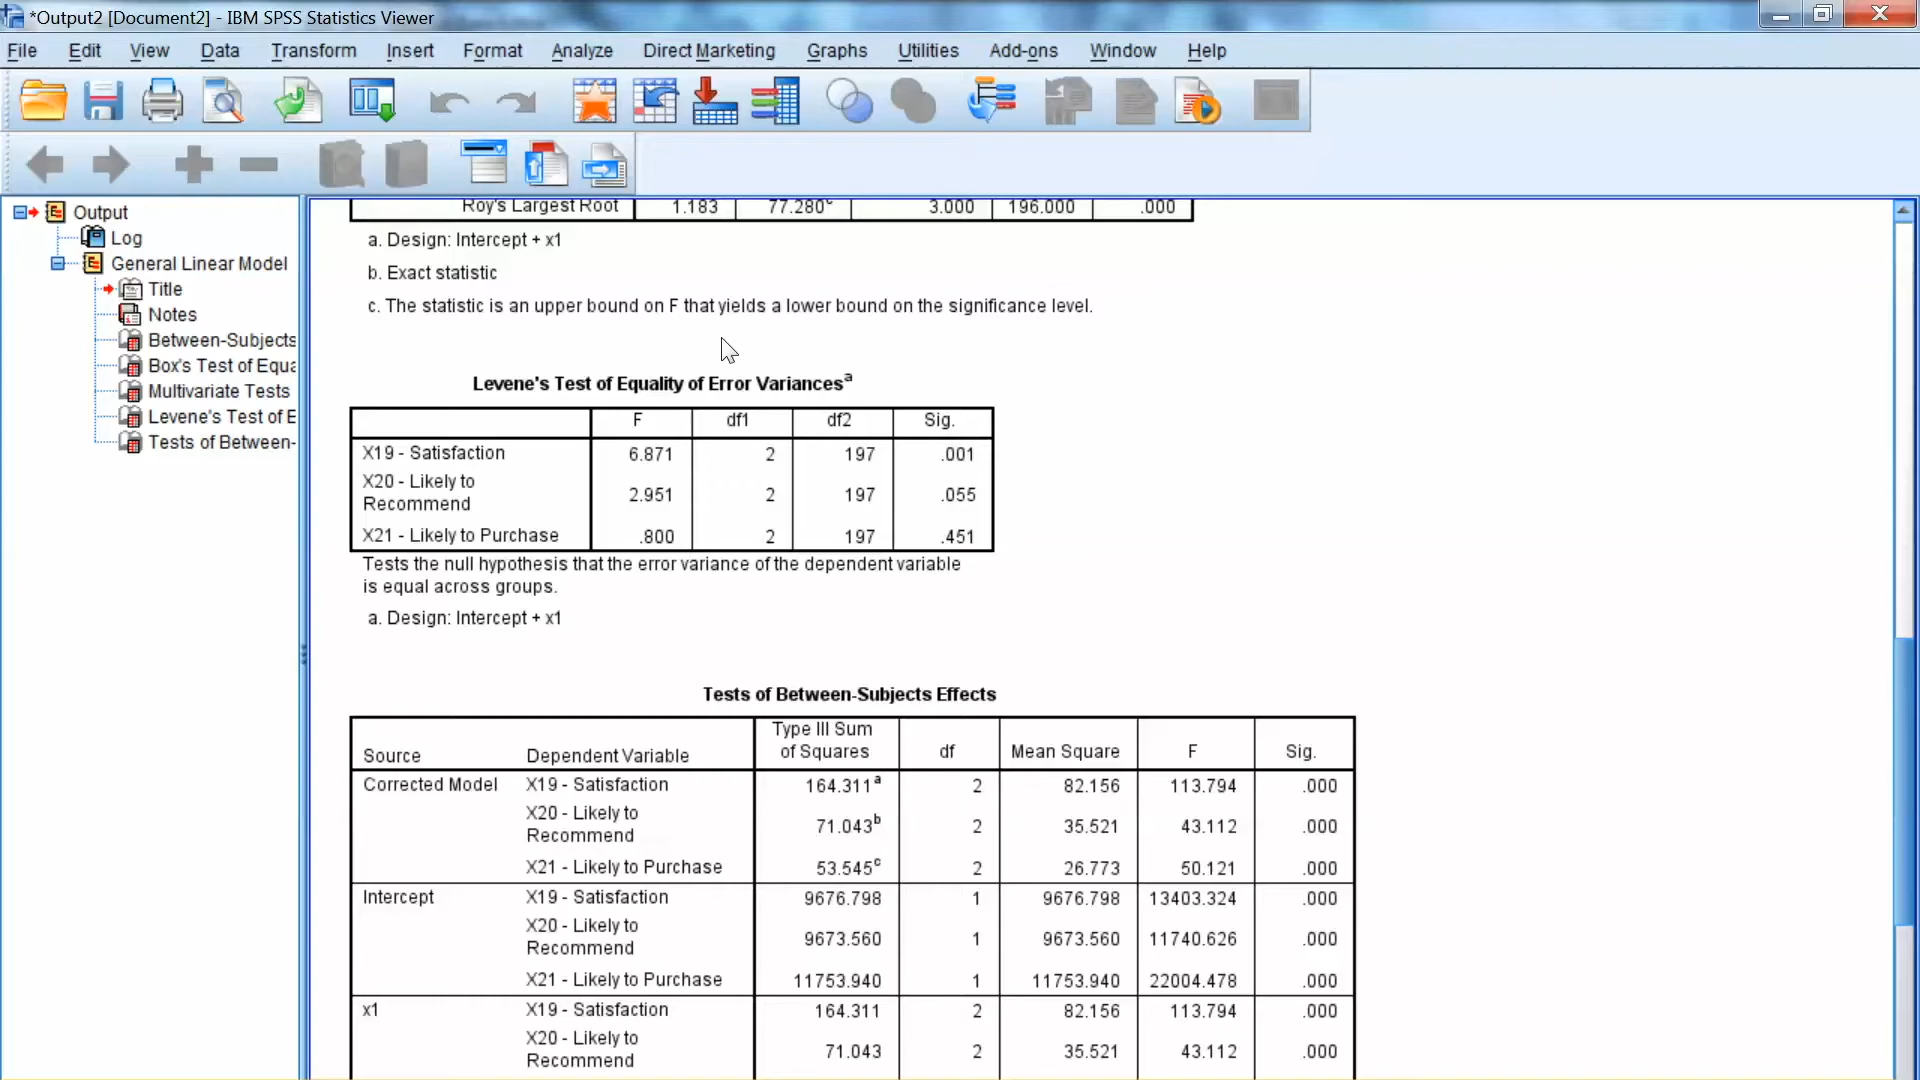 *Output2 [Document2] - IBM SPSS Statistics Viewer
File Edit View Data Transform Insert Format Analyze Direct Marketing Graphs Utilities Add-ons Window Help
Output
Log
General Linear Model
Title
Notes
Between-Subjects
Box's Test of Equa
Multivariate Tests
Levene's Test of E
Tests of Between-
Roy's Largest Root 1.183 77.280c 3.000 196.000 .000
a. Design: Intercept + x1
b. Exact statistic
c. The statistic is an upper bound on F that yields a lower bound on the significance level.
Levene's Test of Equality of Error Variancesa
F df1 df2 Sig.
X19 - Satisfaction 6.871 2 197 .001
X20 - Likely to
Recommend 2.951 2 197 .055
X21 - Likely to Purchase .800 2 197 .451
Tests the null hypothesis that the error variance of the dependent variable
is equal across groups.
a. Design: Intercept + x1
Tests of Between-Subjects Effects
Source Dependent Variable Type III Sum
of Squares df Mean Square F Sig.
Corrected Model X19 - Satisfaction 164.311a 2 82.156 113.794 .000
X20 - Likely to
Recommend 71.043b 2 35.521 43.112 .000
X21 - Likely to Purchase 53.545c 2 26.773 50.121 .000
Intercept X19 - Satisfaction 9676.798 1 9676.798 13403.324 .000
X20 - Likely to
Recommend 9673.560 1 9673.560 11740.626 .000
X21 - Likely to Purchase 11753.940 1 11753.940 22004.478 .000
x1 X19 - Satisfaction 164.311 2 82.156 113.794 .000
X20 - Likely to
Recommend 71.043 2 35.521 43.112 .000